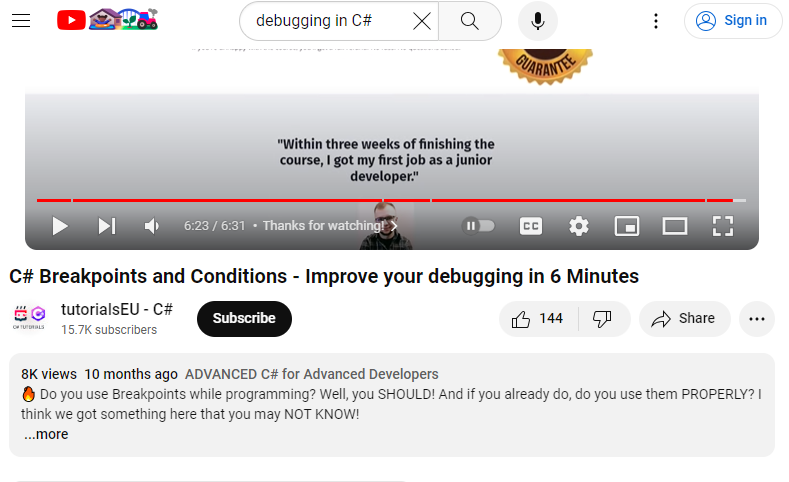 debugging in C#
Sign in
GUARANTEE
"Within three weeks of finishing the
course, I got my first job as a junior
developer."
6:23 / 6:31 • Thanks for watching!
CC
C# Breakpoints and Conditions - Improve your debugging in 6 Minutes
tutorialsEU - C#
15.7K subscribers
C# TUTORIALS
Subscribe
144
Share
8K views 10 months ago ADVANCED C# for Advanced Developers
🔥 Do you use Breakpoints while programming? Well, you SHOULD! And if you already do, do you use them PROPERLY? I
think we got something here that you may NOT KNOW!
...more